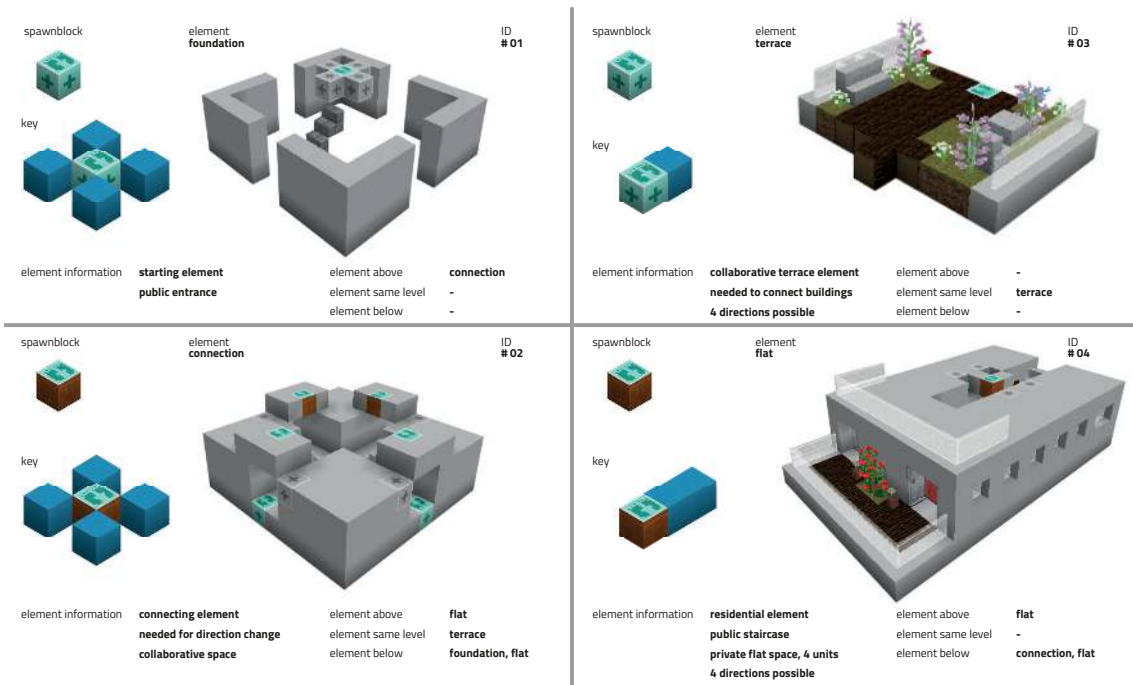 spawnblock element ID
foundation # 01
key
element information starting element element above connection
public entrance element same level -
element below -
spawnblock element ID
terrace # 03
key
element information collaborative terrace element element above -
needed to connect buildings element same level terrace
4 directions possible element below -
spawnblock element ID
connection # 02
key
element information connecting element element above flat
needed for direction change element same level terrace
collaborative space element below foundation, flat
spawnblock element ID
flat # 04
key
element information residential element element above flat
public staircase element same level -
private flat space, 4 units element below connection, flat
4 directions possible